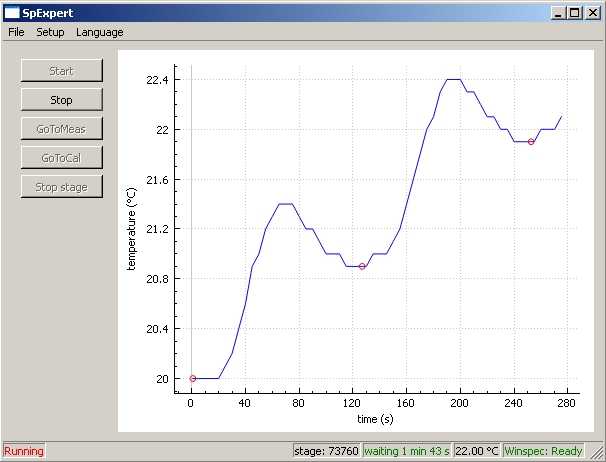 SpExpert
File Setup Language
Start
Stop
GoToMeas
GoToCal
Stop stage
temperature (°C)
22.4
22
21.6
21.2
20.8
20.4
20
0 40 80 120 160 200 240 280
time (s)
Running stage: 73760 waiting 1 min 43 s 22.00 °C Winspec: Ready